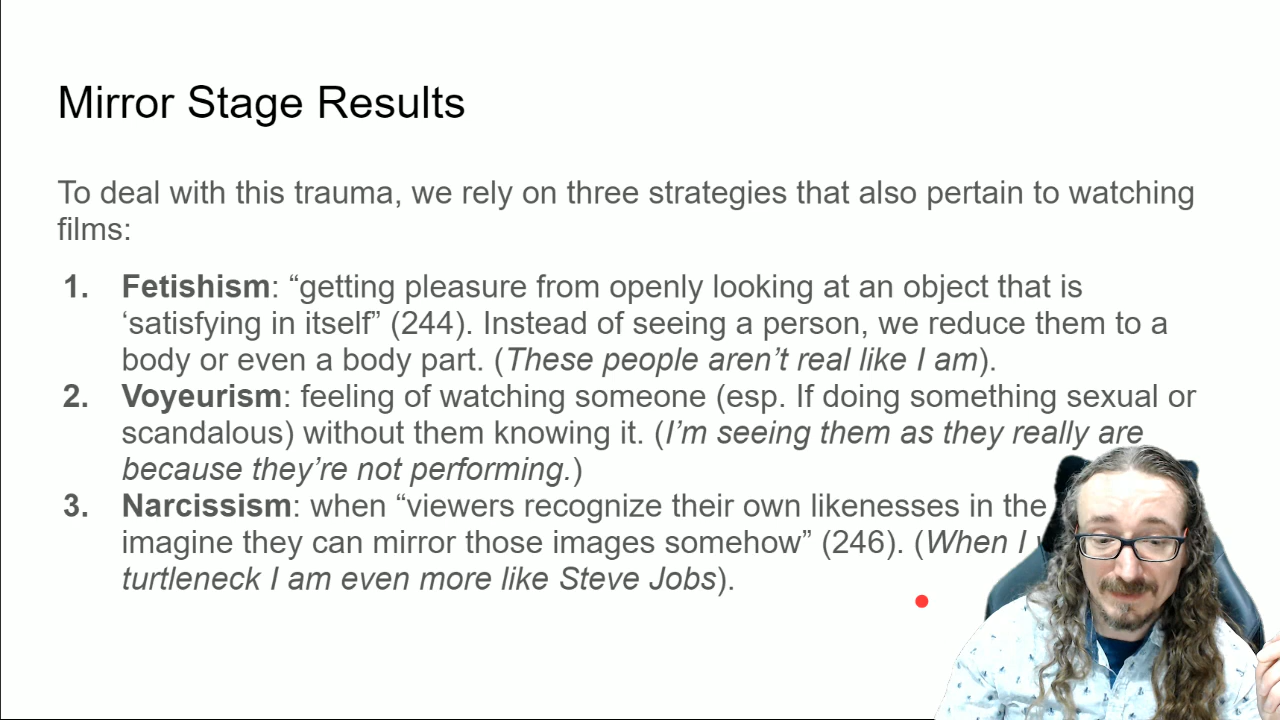 Mirror Stage Results
To deal with this trauma, we rely on three strategies that also pertain to watching
films:
1. Fetishism: “getting pleasure from openly looking at an object that is
‘satisfying in itself” (244). Instead of seeing a person, we reduce them to a
body or even a body part. (These people aren’t real like I am).
2. Voyeurism: feeling of watching someone (esp. If doing something sexual or
scandalous) without them knowing it. (I’m seeing them as they really are
because they’re not performing.)
3. Narcissism: when “viewers recognize their own likenesses in the
imagine they can mirror those images somehow” (246). (When I
turtleneck I am even more like Steve Jobs).